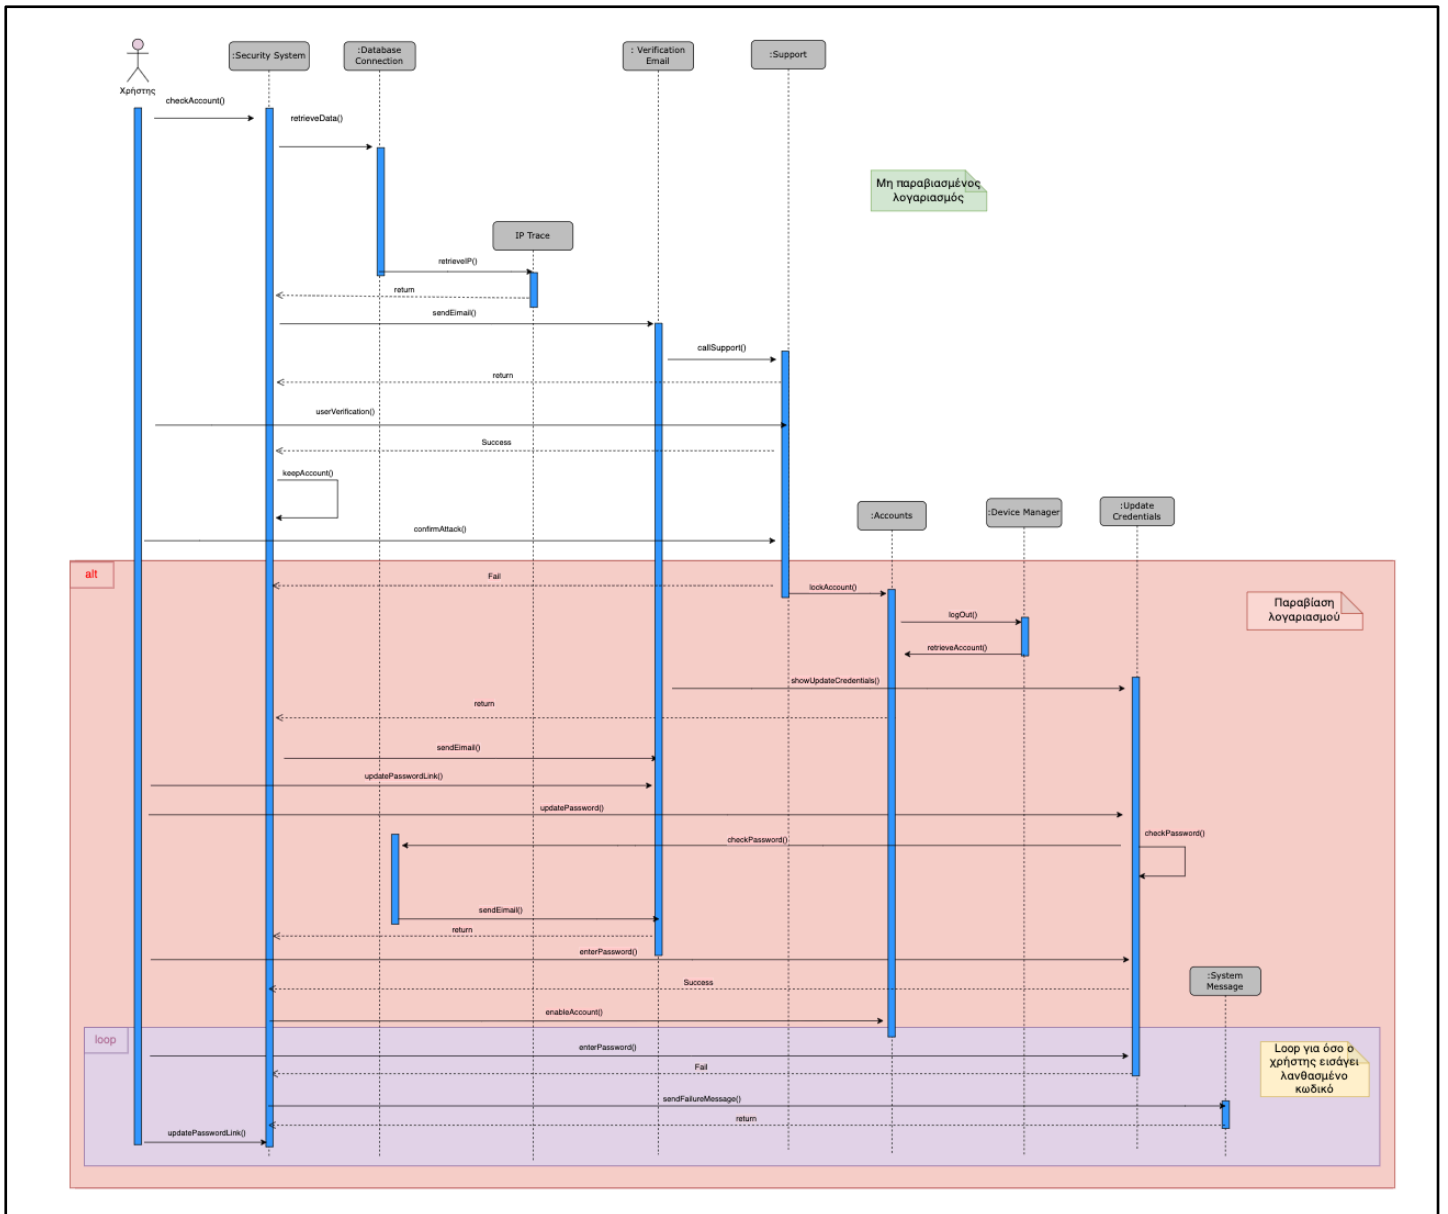 :Security System
:Database
Connection
: Verification
Email
:Support
Χρήστης
checkAccount()
retrieveData()
Μη παραβιασμένος
λογαριασμός
IP Trace
retrieveIP()
return
sendEimail()
callSupport()
return
userVerification()
Success
keepAccount()
:Accounts
:Device Manager
:Update
Credentials
confirmAttack()
alt
Fail
lockAccount()
Παραβίαση
λογαριασμού
logOut()
retrieveAccount()
showUpdateCredentials()
return
sendEimail()
updatePasswordLink()
updatePassword()
checkPassword()
checkPassword()
sendEimail()
return
enterPassword()
:System
Message
Success
enableAccount()
loop
enterPassword()
Loop για όσο ο
χρήστης εισάγει
λανθασμένο
κωδικό
Fail
sendFailureMessage()
return
updatePasswordLink()